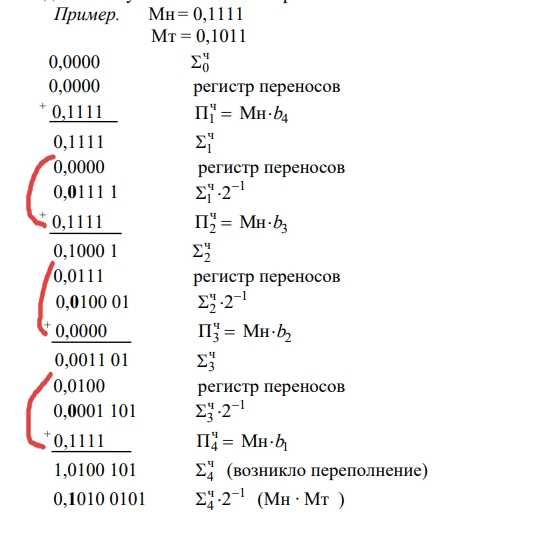 Пример. Мн = 0,1111
Мт = 0,1011
0,0000 Σ₀ч
0,0000 регистр переносов
+ 0,1111 П₁ч = Мн·b₄
0,1111 Σ₁ч
0,0000 регистр переносов
0,0111 1 Σ₁ч·2⁻¹
+ 0,1111 П₂ч = Мн·b₃
0,1000 1 Σ₂ч
0,0111 регистр переносов
0,0100 01 Σ₂ч·2⁻¹
+ 0,0000 П₃ч = Мн·b₂
0,0011 01 Σ₃ч
0,0100 регистр переносов
0,0001 101 Σ₃ч·2⁻¹
+ 0,1111 П₄ч = Мн·b₁
1,0100 101 Σ₄ч (возникло переполнение)
0,1010 0101 Σ₄ч·2⁻¹ (Мн · Мт )